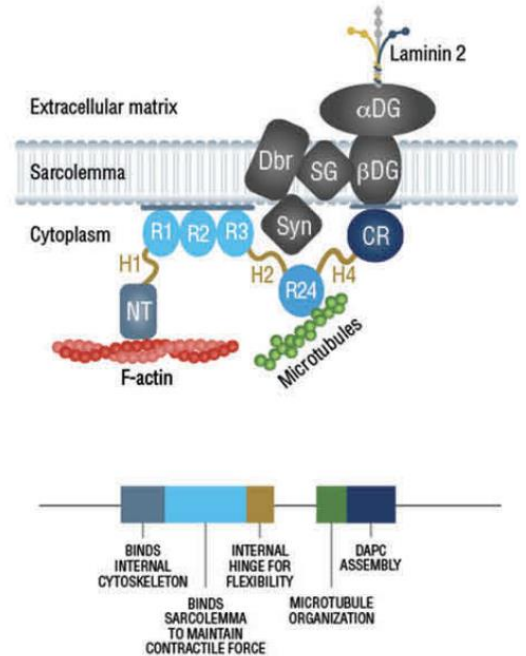 Laminin 2
Extracellular matrix
αDG
Sarcolemma
Dbr
SG
βDG
Cytoplasm
R1
R2
R3
Syn
CR
H1
H2
R24
H4
NT
Microtubules
F-actin
BINDS
INTERNAL
CYTOSKELETON
BINDS
SARCOLEMMA
TO MAINTAIN
CONTRACTILE FORCE
INTERNAL
HINGE FOR
FLEXIBILITY
MICROTUBULE
ORGANIZATION
DAPC
ASSEMBLY